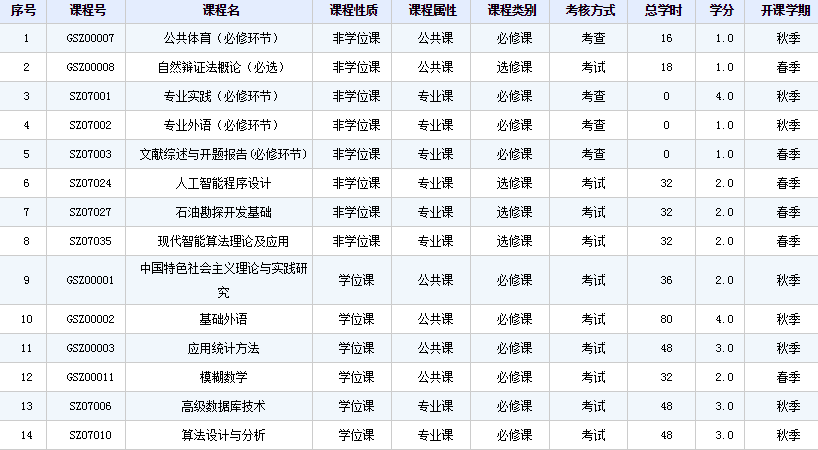 序号 课程号 课程名 课程性质 课程属性 课程类别 考核方式 总学时 学分 开课学期
1 GSZ00007 公共体育（必修环节） 非学位课 公共课 必修课 考查 16 1.0 秋季
2 GSZ00008 自然辩证法概论（必选） 非学位课 公共课 选修课 考试 18 1.0 春季
3 SZ07001 专业实践（必修环节） 非学位课 专业课 必修课 考查 0 4.0 秋季
4 SZ07002 专业外语（必修环节） 非学位课 专业课 必修课 考查 0 1.0 秋季
5 SZ07003 文献综述与开题报告(必修环节） 非学位课 专业课 必修课 考查 0 1.0 春季
6 SZ07024 人工智能程序设计 非学位课 专业课 选修课 考试 32 2.0 春季
7 SZ07027 石油勘探开发基础 非学位课 专业课 选修课 考试 32 2.0 春季
8 SZ07035 现代智能算法理论及应用 非学位课 专业课 选修课 考试 32 2.0 春季
9 GSZ00001 中国特色社会主义理论与实践研 学位课 公共课 必修课 考试 36 2.0 秋季
究
10 GSZ00002 基础外语 学位课 公共课 必修课 考试 80 4.0 秋季
11 GSZ00003 应用统计方法 学位课 公共课 必修课 考试 48 3.0 秋季
12 GSZ00011 模糊数学 学位课 公共课 必修课 考试 32 2.0 春季
13 SZ07006 高级数据库技术 学位课 专业课 必修课 考试 48 3.0 秋季
14 SZ07010 算法设计与分析 学位课 专业课 必修课 考试 48 3.0 秋季